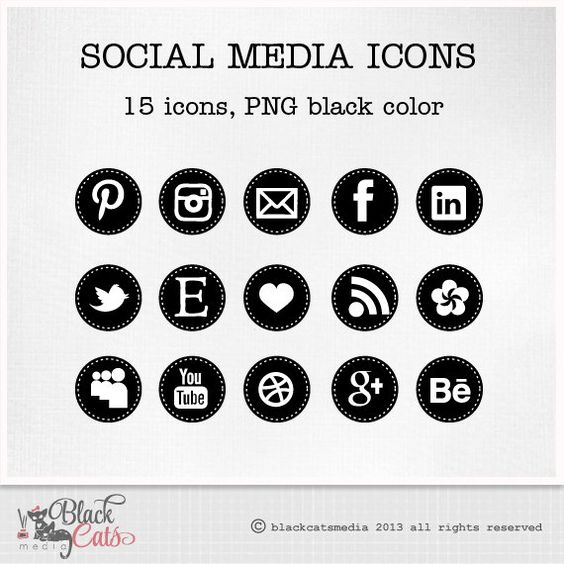 SOCIAL MEDIA ICONS
15 icons, PNG black color
in
E
You
Tube
g+
Bē
Black
Cats
media
© blackcatsmedia 2013 all rights reserved